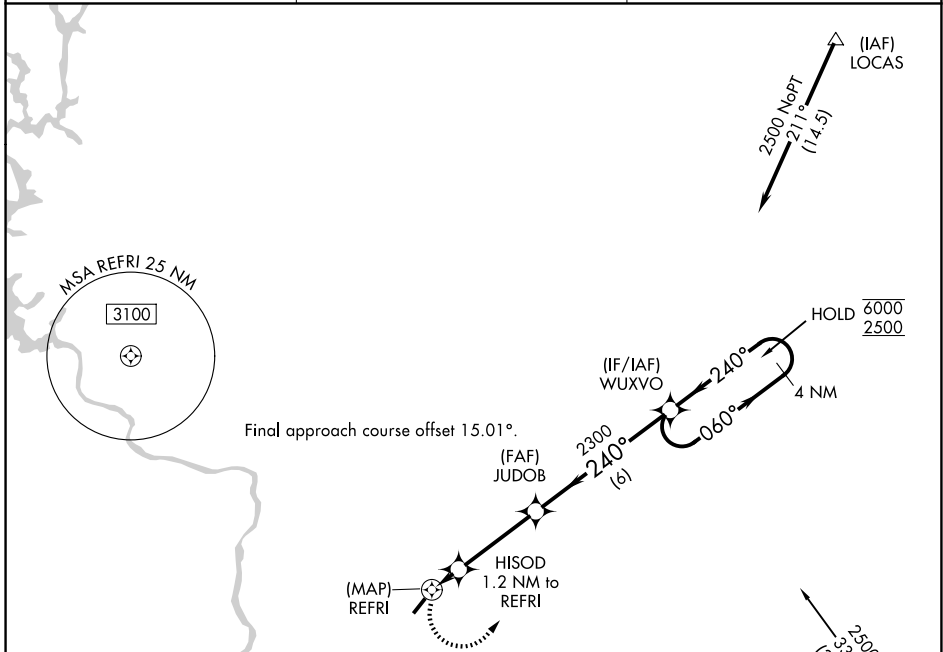 (IAF)
LOCAS
2500 NoPT
211°
(14.5)
MSA REFRI 25 NM
3100
HOLD 6000
2500
(IF/IAF)
WUXVO
240°
060°
4 NM
Final approach course offset 15.01°.
2300
240°
(6)
(FAF)
JUDOB
HISOD
1.2 NM to
REFRI
(MAP)
REFRI
2500